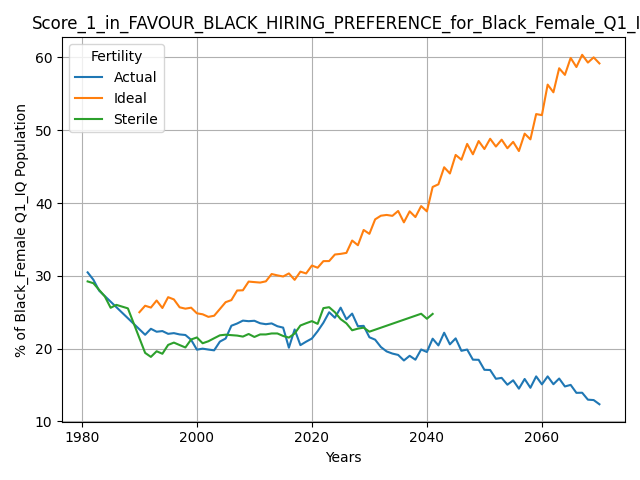 Score_1_in_FAVOUR_BLACK_HIRING_PREFERENCE_for_Black_Female_Q1_I
Fertility
Actual
Ideal
Sterile
% of Black_Female Q1_IQ Population
60
50
40
30
20
10
1980
2000
2020
2040
2060
Years